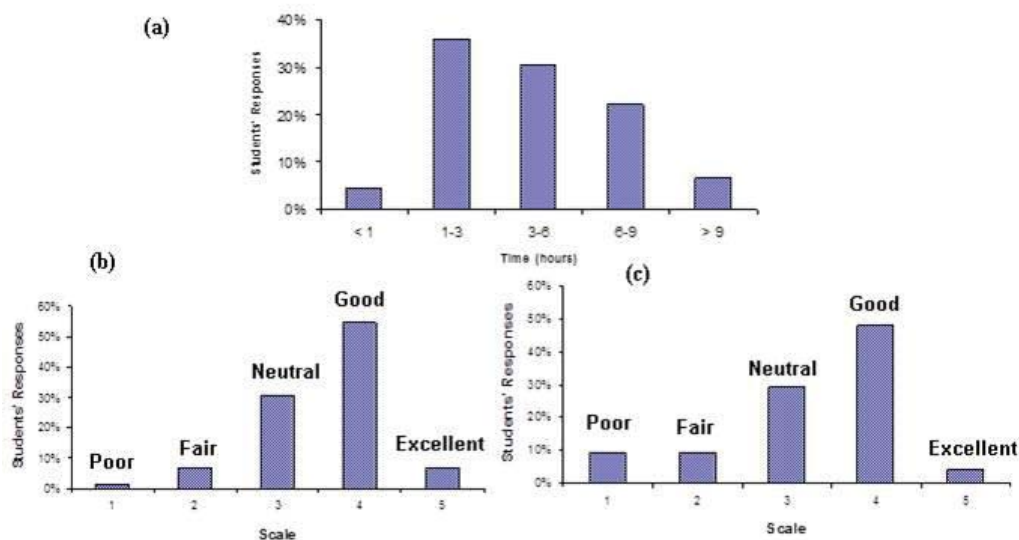 (a)
Students' Responses
40%
30%
20%
10%
0%
< 1 1-3 3-6 6-9 > 9
Time (hours)
(b)
Students' Responses
60%
50%
40%
30%
20%
10%
0%
Poor
Fair
Neutral
Good
Excellent
1 2 3 4 5
Scale
(c)
Students' Responses
60%
50%
40%
30%
20%
10%
0%
Poor
Fair
Neutral
Good
Excellent
1 2 3 4 5
Scale